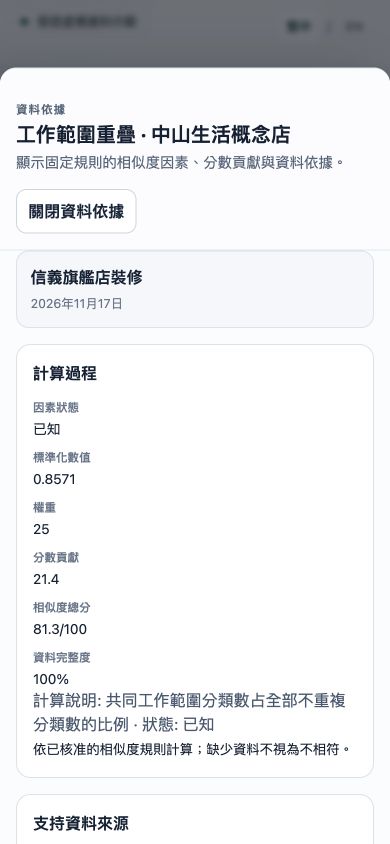 資料依據
工作範圍重疊 · 中山生活概念店
顯示固定規則的相似度因素、分數貢獻與資料依據。
關閉資料依據
信義旗艦店裝修
2026年11月17日
計算過程
因素狀態
已知
標準化數值
0.8571
權重
25
分數貢獻
21.4
相似度總分
81.3/100
資料完整度
100%
計算說明: 共同工作範圍分類數占全部不重複
分類數的比例 · 狀態: 已知
依已核准的相似度規則計算；缺少資料不視為不相符。
支持資料來源